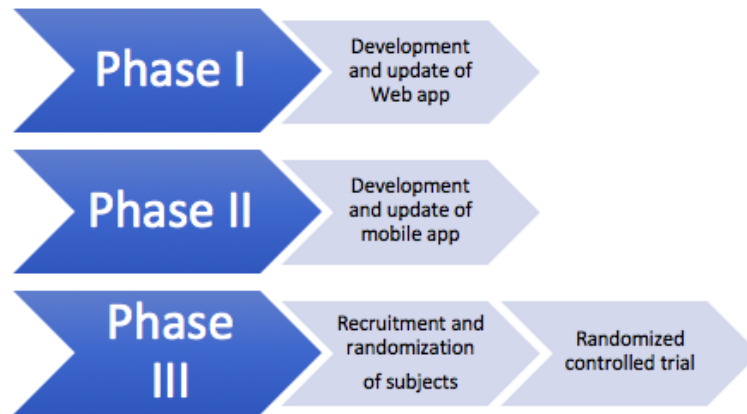 Phase I
Development
and update of
Web app
Phase II
Development
and update of
mobile app
Phase
III
Recruitment and
randomization
of subjects
Randomized
controlled trial